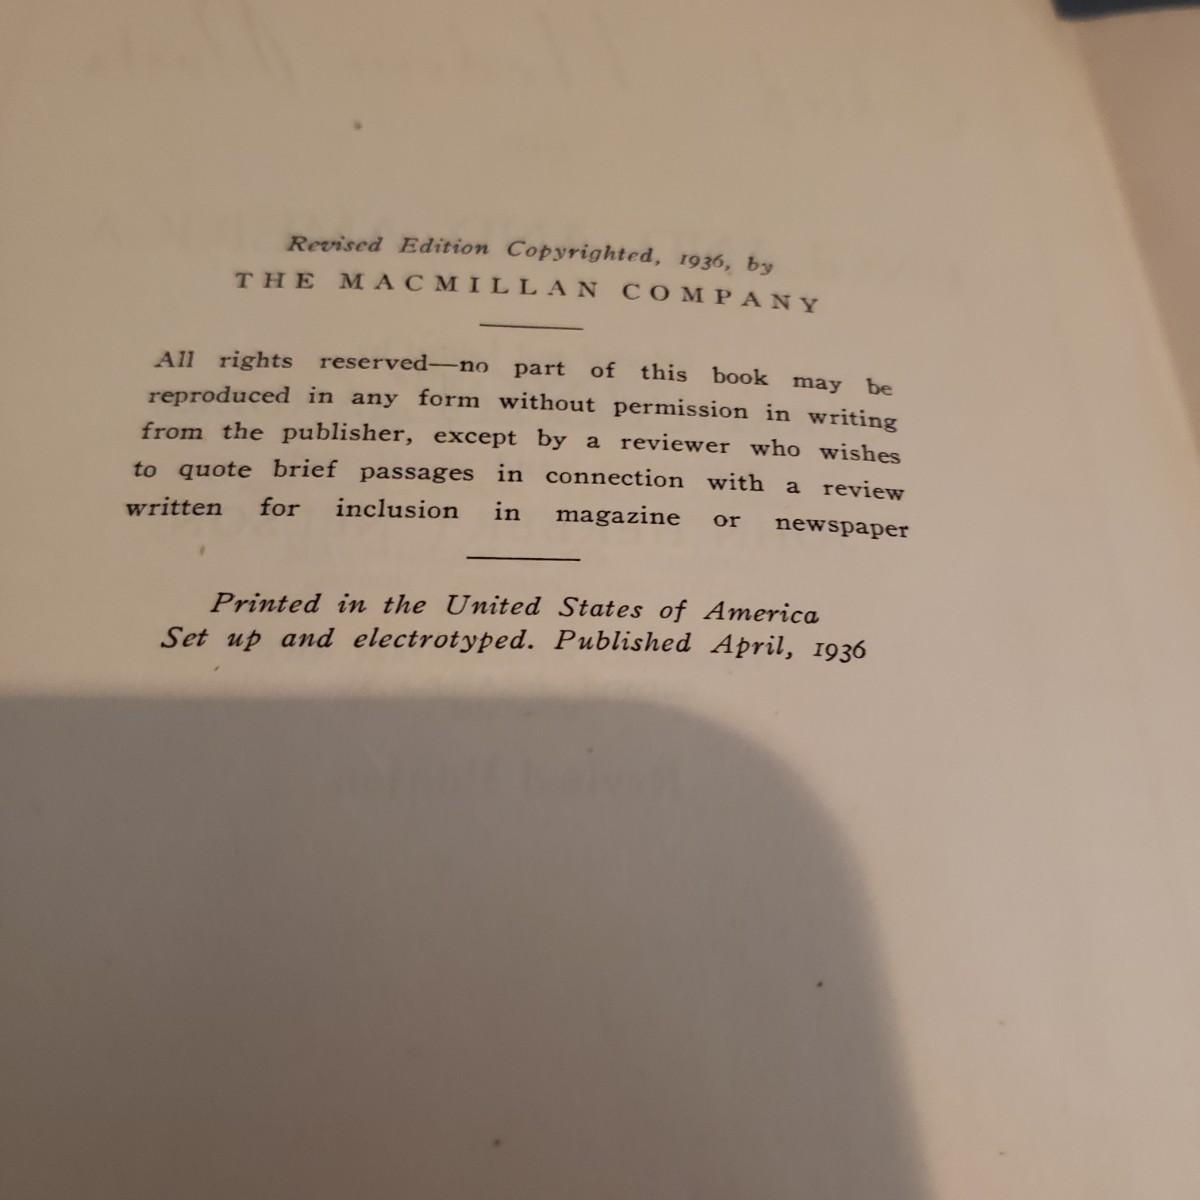 Revised Edition Copyrighted, 1936, by
THE MACMILLAN COMPANY
All rights reserved—no part of this book may be
reproduced in any form without permission in writing
from the publisher, except by a reviewer who wishes
to quote brief passages in connection with a review
written for inclusion in magazine or newspaper
Printed in the United States of America
Set up and electrotyped. Published April, 1936